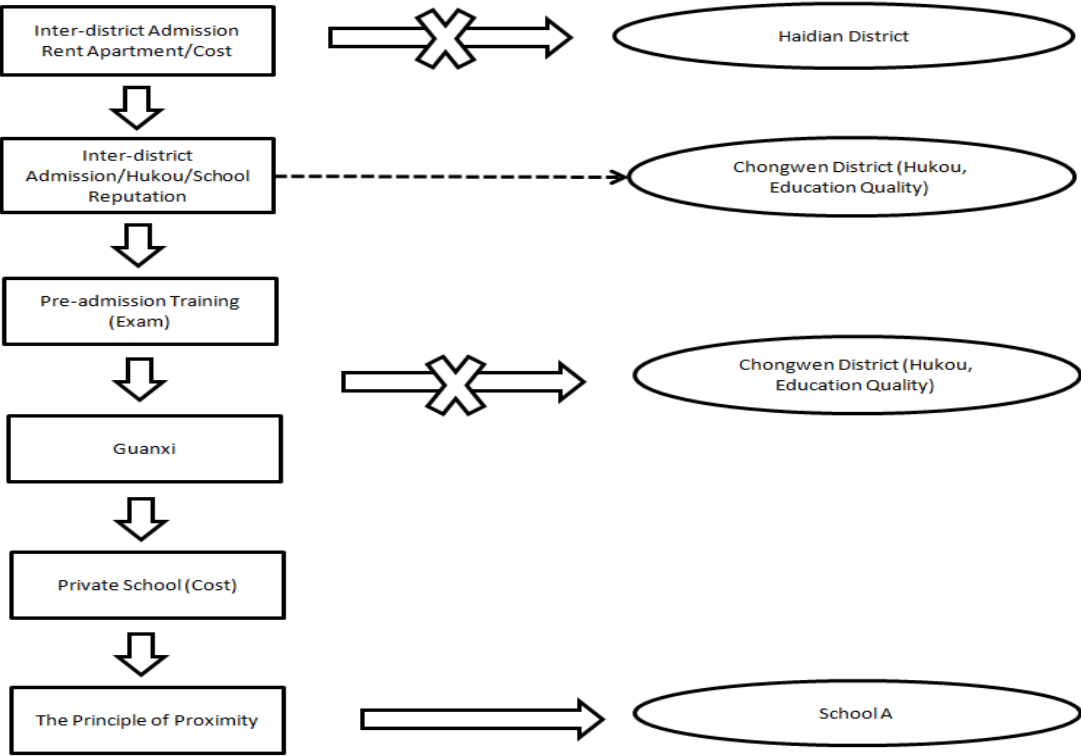 Inter-district Admission
Rent Apartment/Cost
Haidian District
Inter-district
Admission/Hukou/School
Reputation
Chongwen District (Hukou,
Education Quality)
Pre-admission Training
(Exam)
Chongwen District (Hukou,
Education Quality)
Guanxi
Private School (Cost)
The Principle of Proximity
School A